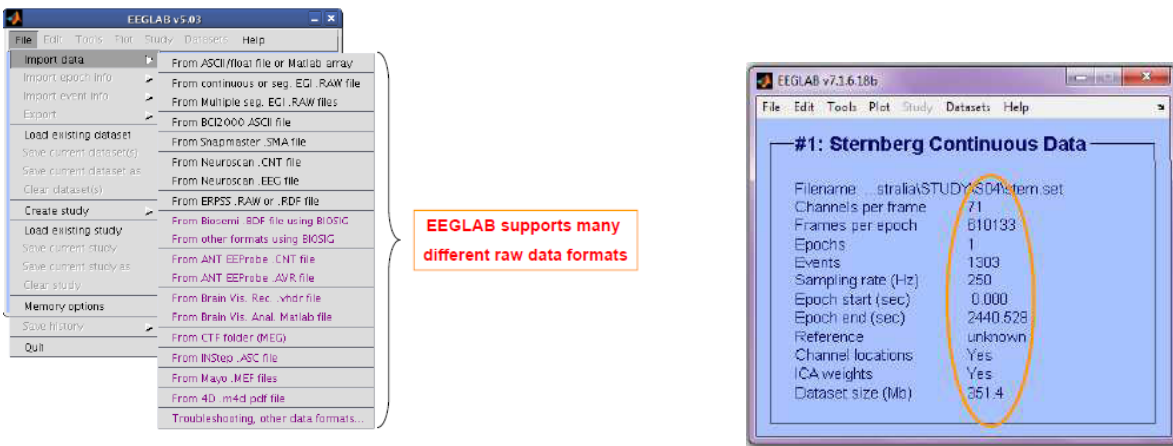 EEGLAB v5.03
File Edit Tools Plot Study Datasets Help
Import data
Import epoch info
Import event info
Export
Load existing dataset
Save current dataset(s)
Save current dataset as
Clear dataset(s)
Create study
Load existing study
Save current study
Save current study as
Clear study
Memory options
Save history
Quit
From ASCII/float file or Matlab array
From continuous or seg. EGI .RAW file
From Multiple seg. EGI .RAW files
From BCI2000 ASCII file
From Snapmaster .SMA file
From Neuroscan .CNT file
From Neuroscan .EEG file
From ERPSS .RAW or .RDF file
From Biosemi .BDF file using BIOSIG
From other formats using BIOSIG
From ANT EEProbe .CNT file
From ANT EEProbe .AVR file
From Brain Vis. Rec. .vhdr file
From Brain Vis. Anal. Matlab file
From CTF folder (MEG)
From INStep .ASC file
From Mayo .MEF files
From 4D .m4d pdf file
Troubleshooting, other data formats...
EEGLAB supports many
different raw data formats
EEGLAB v7.1.6.18b
File Edit Tools Plot Study Datasets Help
#1: Sternberg Continuous Data
Filename: ...stralia\STUDY\S04\stern.set
Channels per frame 71
Frames per epoch 610133
Epochs 1
Events 1303
Sampling rate (Hz) 250
Epoch start (sec) 0.000
Epoch end (sec) 2440.528
Reference unknown
Channel locations Yes
ICA weights Yes
Dataset size (Mb) 351.4